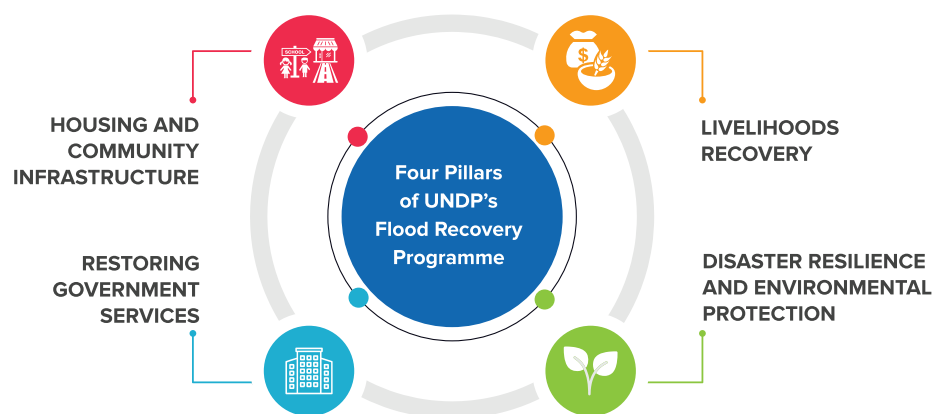 SCHOOL
$
HOUSING AND
COMMUNITY
INFRASTRUCTURE
LIVELIHOODS
RECOVERY
Four Pillars
of UNDP's
Flood Recovery
Programme
RESTORING
GOVERNMENT
SERVICES
DISASTER RESILIENCE
AND ENVIRONMENTAL
PROTECTION